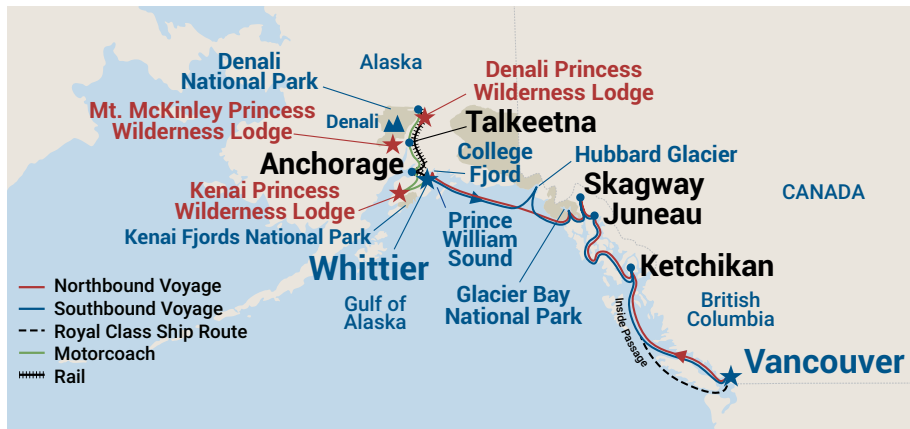 Denali
National Park
Alaska
Denali Princess
Wilderness Lodge
Mt. McKinley Princess
Wilderness Lodge
Denali
Talkeetna
College
Fjord
Hubbard Glacier
Anchorage
Skagway
CANADA
Kenai Princess
Wilderness Lodge
Juneau
Kenai Fjords National Park
Prince
William
Sound
Whittier
Ketchikan
Glacier Bay
National Park
Gulf of
Alaska
British
Columbia
Inside Passage
Vancouver
Northbound Voyage
Southbound Voyage
Royal Class Ship Route
Motorcoach
Rail